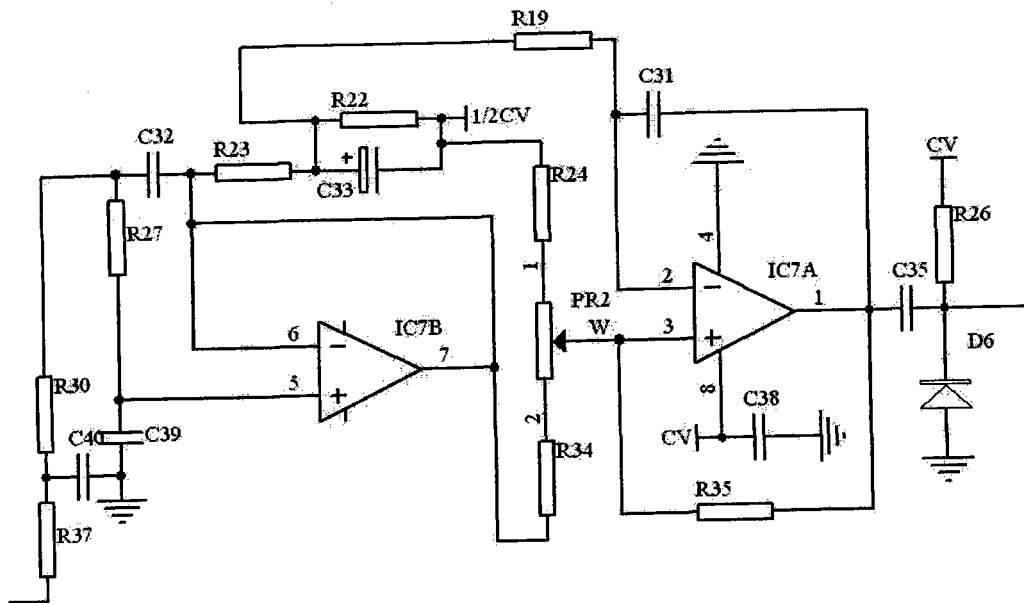 R19
C31
R22
1/2CV
C32
R23
+
C33
R24
CV
R27
4
R26
1
2
IC7A
C35
PR2
1
6
IC7B
W
3
7
D6
R30
5
8
C38
C40
C39
2
CV
R34
R35
R37